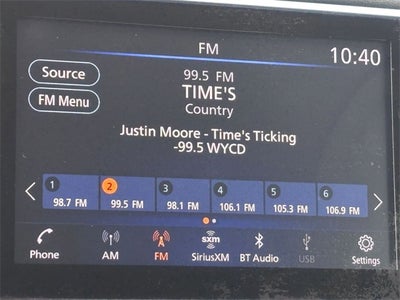 FM
10:40
Source
99.5 FM
FM Menu
TIME'S
Country
Justin Moore - Time's Ticking
-99.5 WYCD
1 2 3 4 5 6
98.7 FM 99.5 FM 98.1 FM 106.1 FM 105.3 FM 106.9 FM
sxm
Phone AM FM SiriusXM BT Audio USB Settings